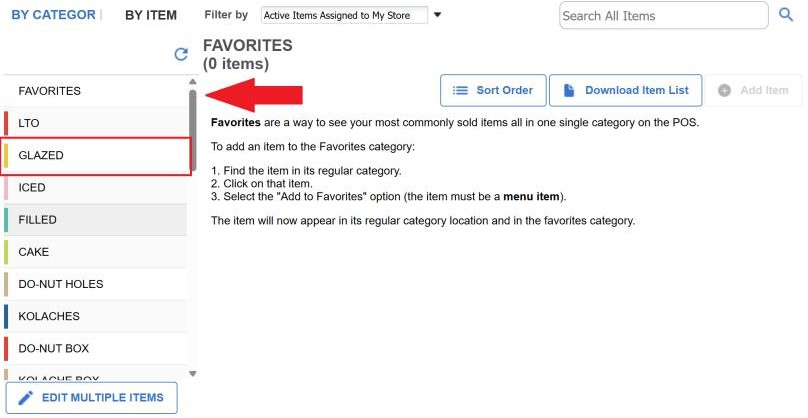 BY CATEGOR
BY ITEM
Filter by
Active Items Assigned to My Store
Search All Items
FAVORITES
(0 items)
Sort Order
Download Item List
Add Item
FAVORITES
LTO
GLAZED
ICED
FILLED
CAKE
DO-NUT HOLES
KOLACHES
DO-NUT BOX
KOLACHE BOX
EDIT MULTIPLE ITEMS
Favorites are a way to see your most commonly sold items all in one single category on the POS.
To add an item to the Favorites category:
1. Find the item in its regular category.
2. Click on that item.
3. Select the "Add to Favorites" option (the item must be a menu item).
The item will now appear in its regular category location and in the favorites category.